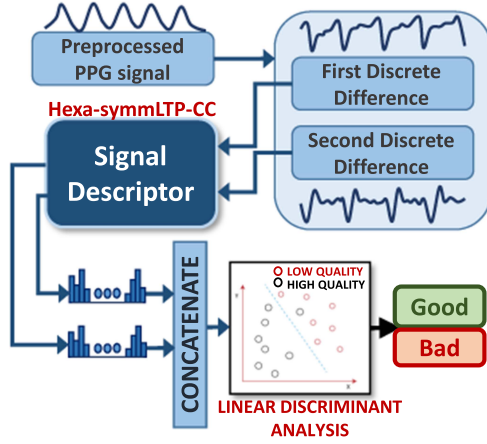 Preprocessed
PPG signal
First Discrete
Difference
Second Discrete
Difference
Hexa-symmLTP-CC
Signal
Descriptor
CONCATENATE
LOW QUALITY
HIGH QUALITY
x
x
LINEAR DISCRIMINANT
ANALYSIS
Good
Bad